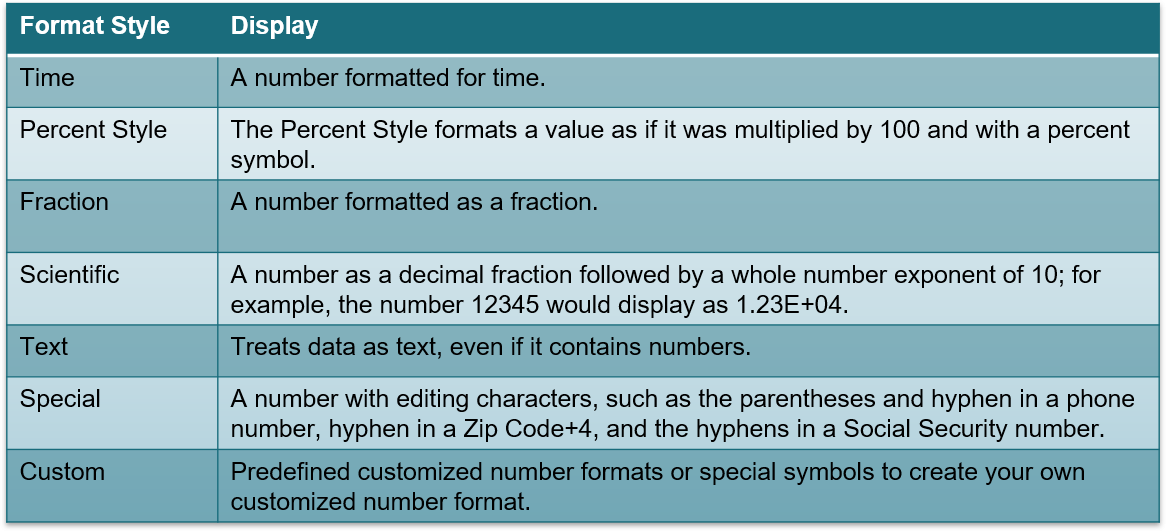 Format Style Display
Time A number formatted for time.
Percent Style The Percent Style formats a value as if it was multiplied by 100 and with a percent
symbol.
Fraction A number formatted as a fraction.
Scientific A number as a decimal fraction followed by a whole number exponent of 10; for
example, the number 12345 would display as 1.23E+04.
Text Treats data as text, even if it contains numbers.
Special A number with editing characters, such as the parentheses and hyphen in a phone
number, hyphen in a Zip Code+4, and the hyphens in a Social Security number.
Custom Predefined customized number formats or special symbols to create your own
customized number format.